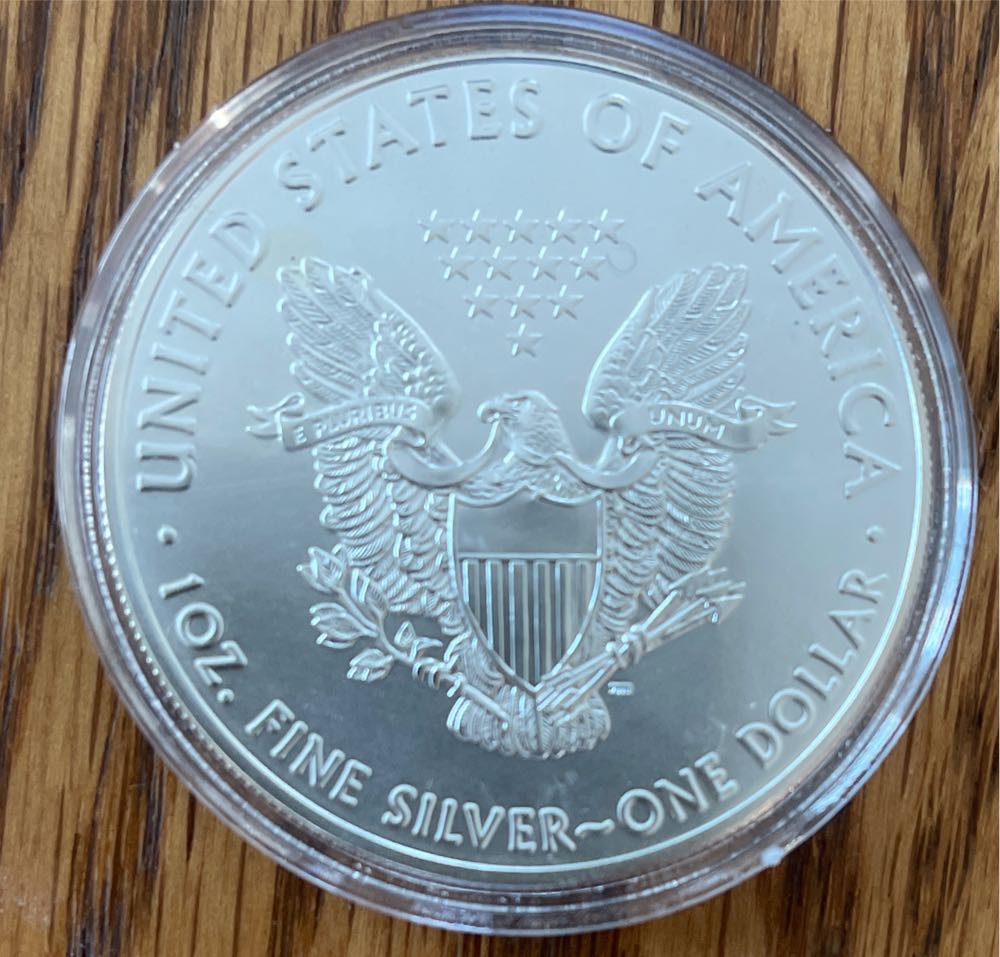 UNITED STATES OF AMERICA
E PLURIBUS UNUM
1 OZ. FINE SILVER~ONE DOLLAR